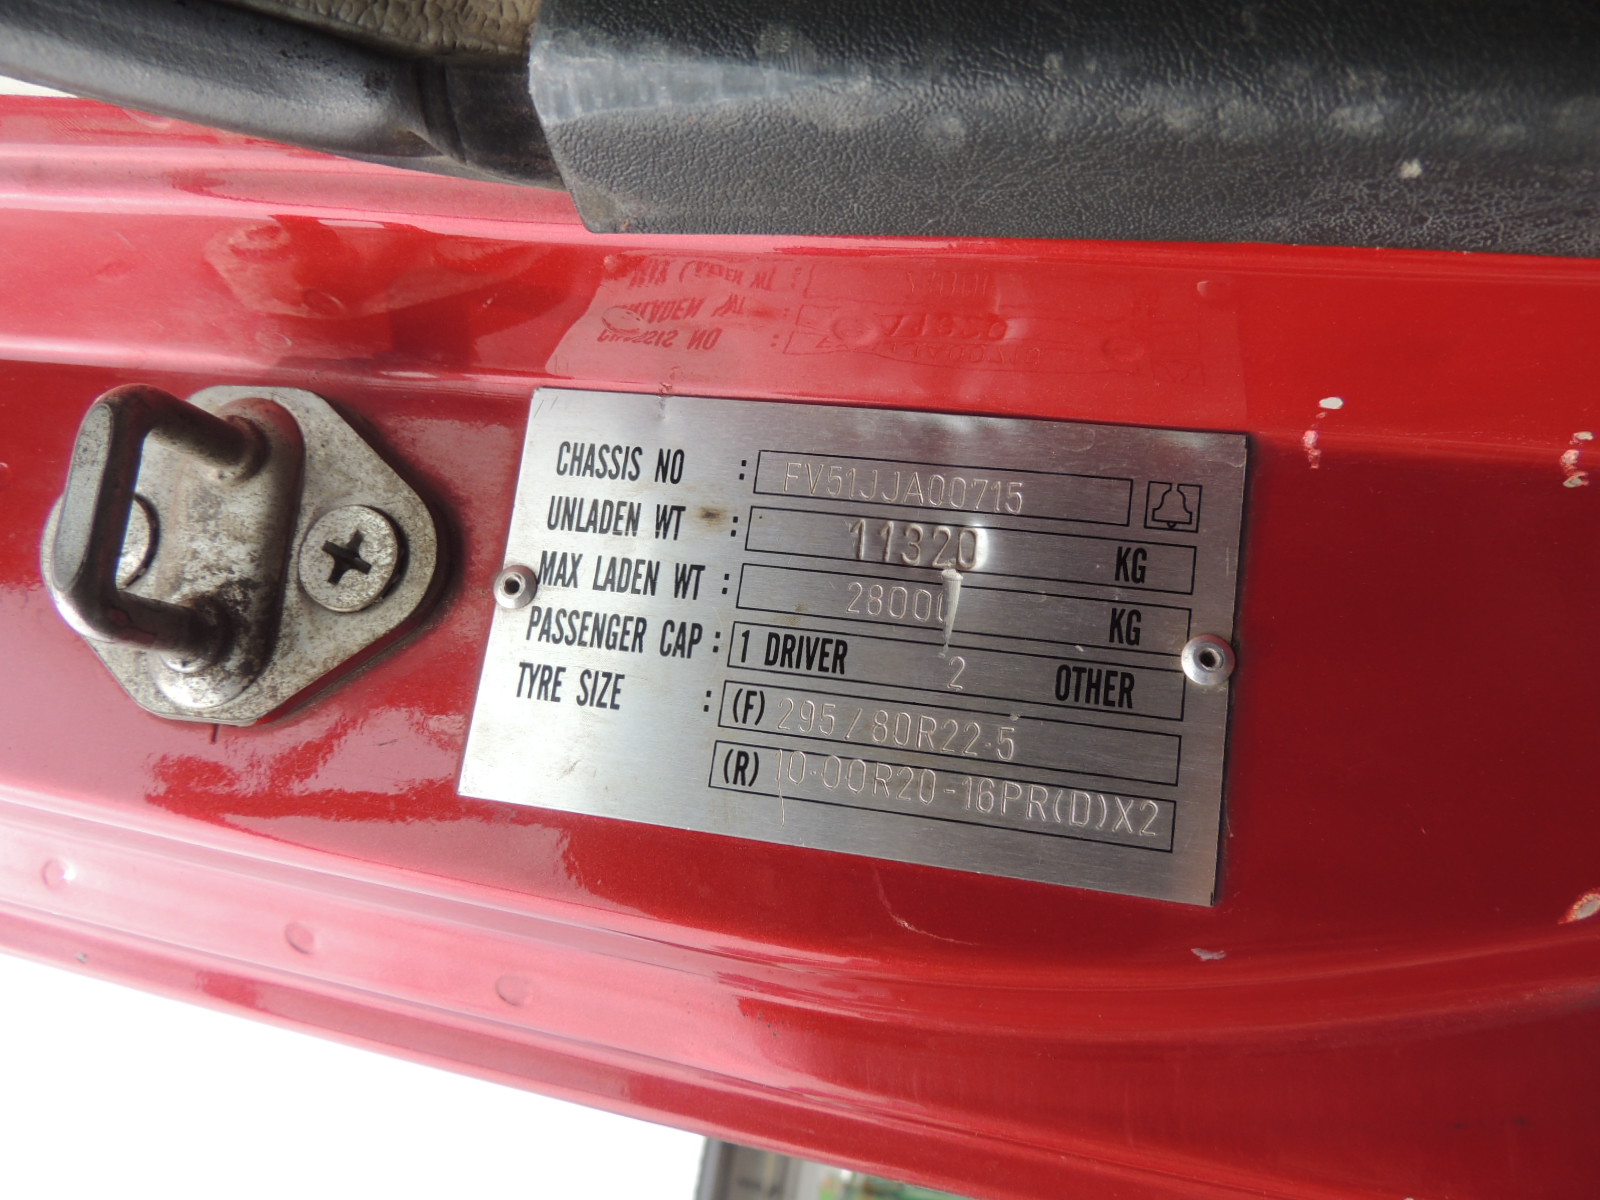 CHASSIS NO : FV51JJA00715
UNLADEN WT : 11320 KG
MAX LADEN WT : 28000 KG
PASSENGER CAP : 1 DRIVER 2 OTHER
TYRE SIZE : (F) 295/80R22.5
(R) 10.00R20-16PR(D)X2